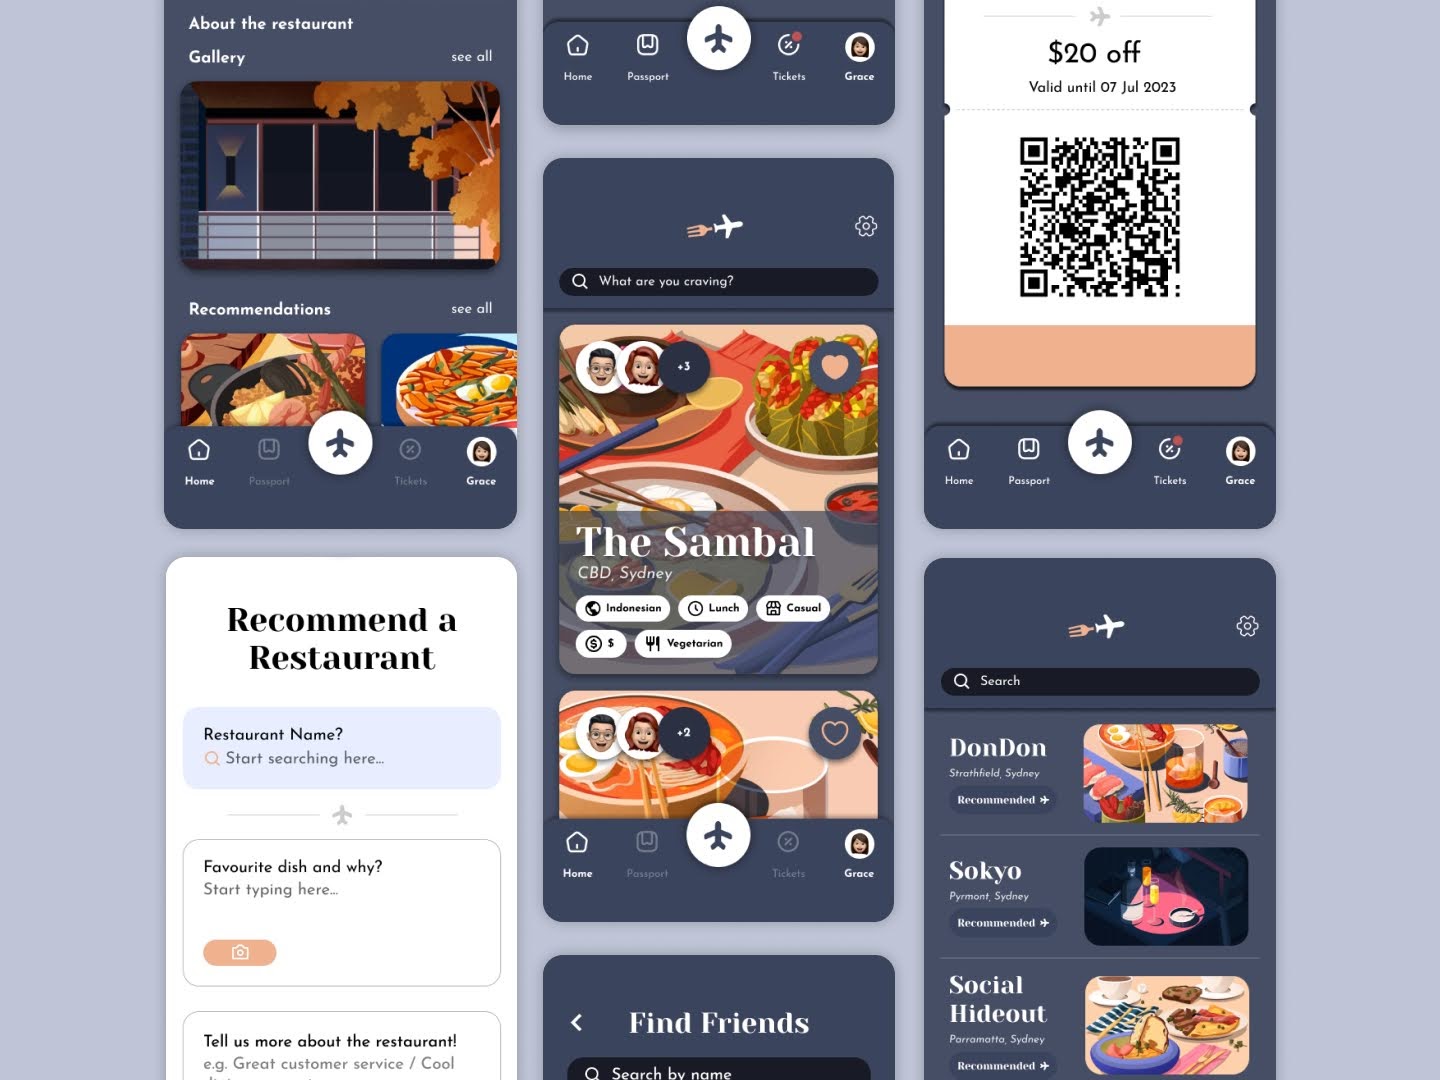 About the restaurant
Gallery
see all
Recommendations
see all
Home
Passport
Tickets
Grace
Recommend a
Restaurant
Restaurant Name?
Start searching here...
Favourite dish and why?
Start typing here...
Tell us more about the restaurant!
e.g. Great customer service / Cool
Home
Passport
Tickets
Grace
What are you craving?
+3
The Sambal
CBD, Sydney
Indonesian
Lunch
Casual
$
Vegetarian
+2
Home
Passport
Tickets
Grace
Find Friends
Search by name
$20 off
Valid until 07 Jul 2023
Home
Passport
Tickets
Grace
Search
DonDon
Strathfield, Sydney
Recommended
Sokyo
Pyrmont, Sydney
Recommended
Social
Hideout
Parramatta, Sydney
Recommended